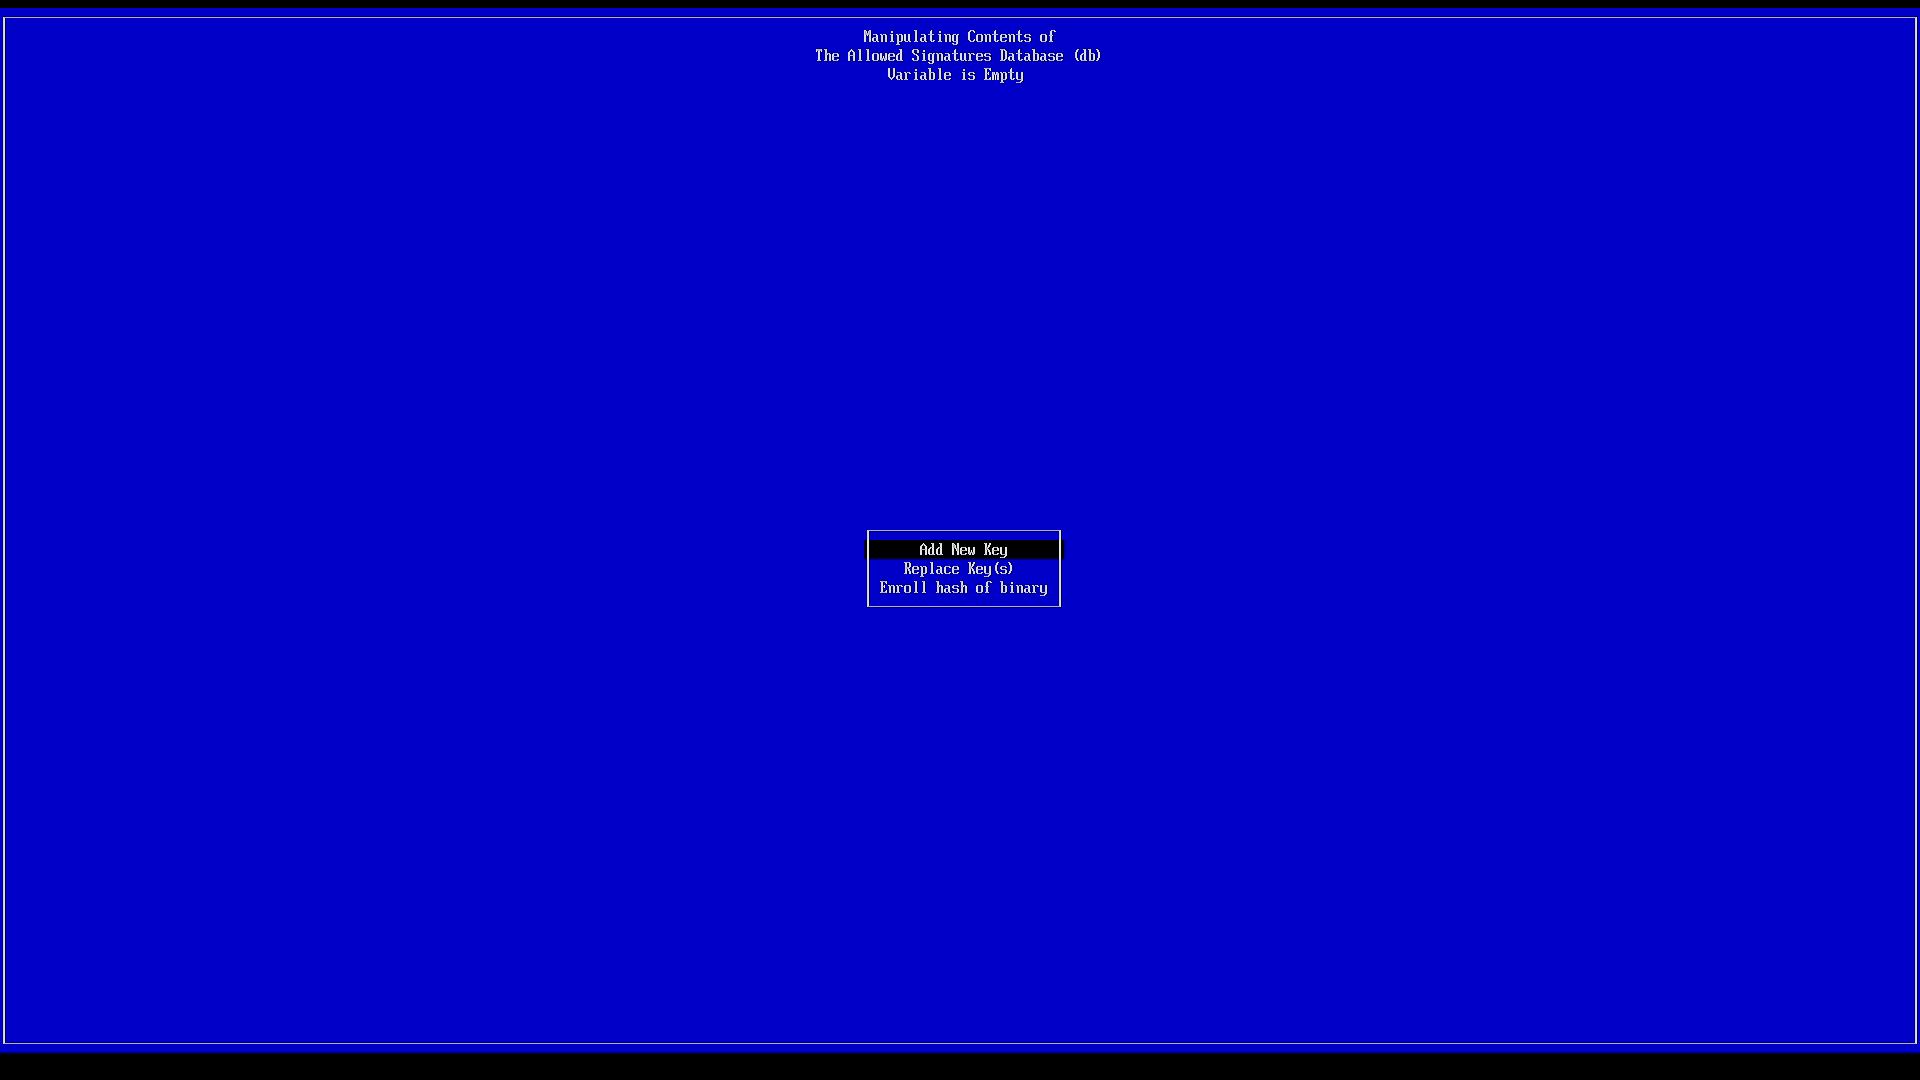 Manipulating Contents of
The Allowed Signatures Database (db)
Variable is Empty
Add New Key
Replace Key(s)
Enroll hash of binary